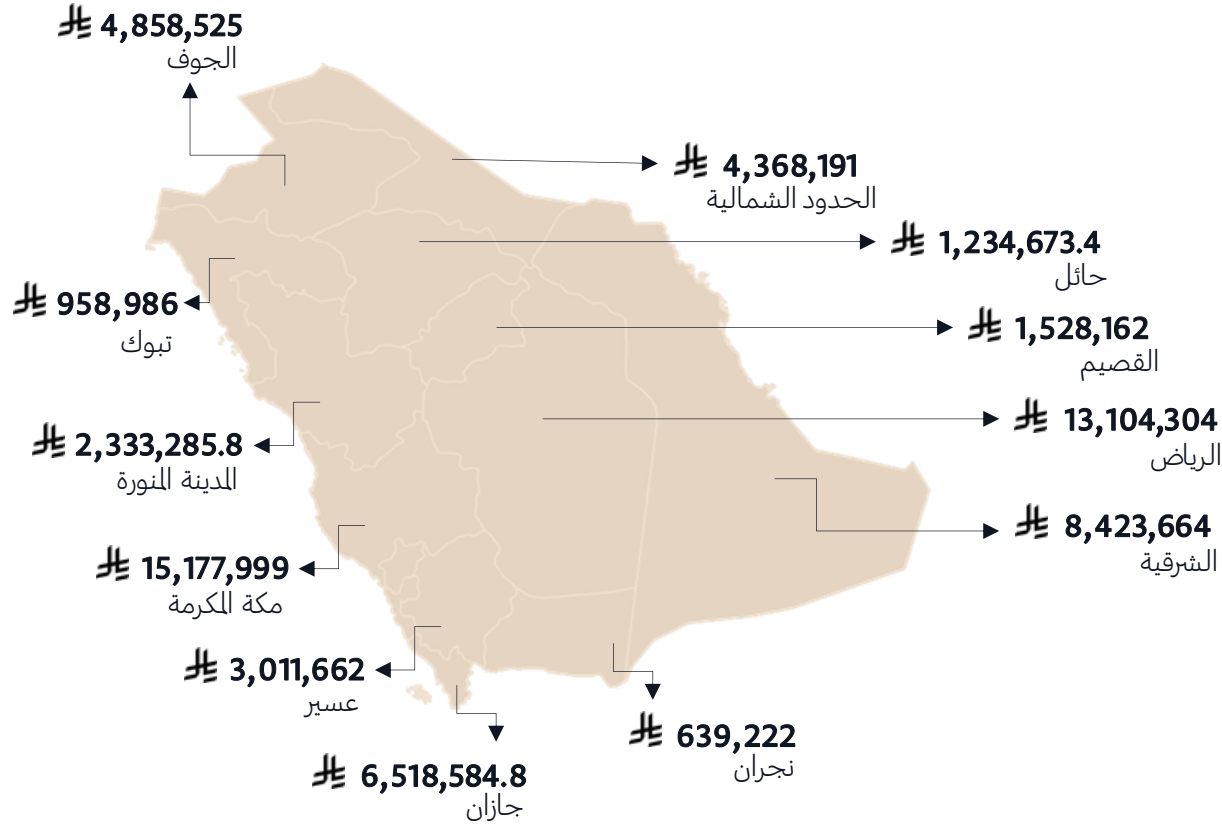 4,858,525
الجوف
4,368,191
الحدود الشمالية
1,234,673.4
حائل
958,986
تبوك
1,528,162
القصيم
13,104,304
الرياض
2,333,285.8
المدينة المنورة
8,423,664
الشرقية
15,177,999
مكة المكرمة
3,011,662
عسير
639,222
نجران
6,518,584.8
جازان